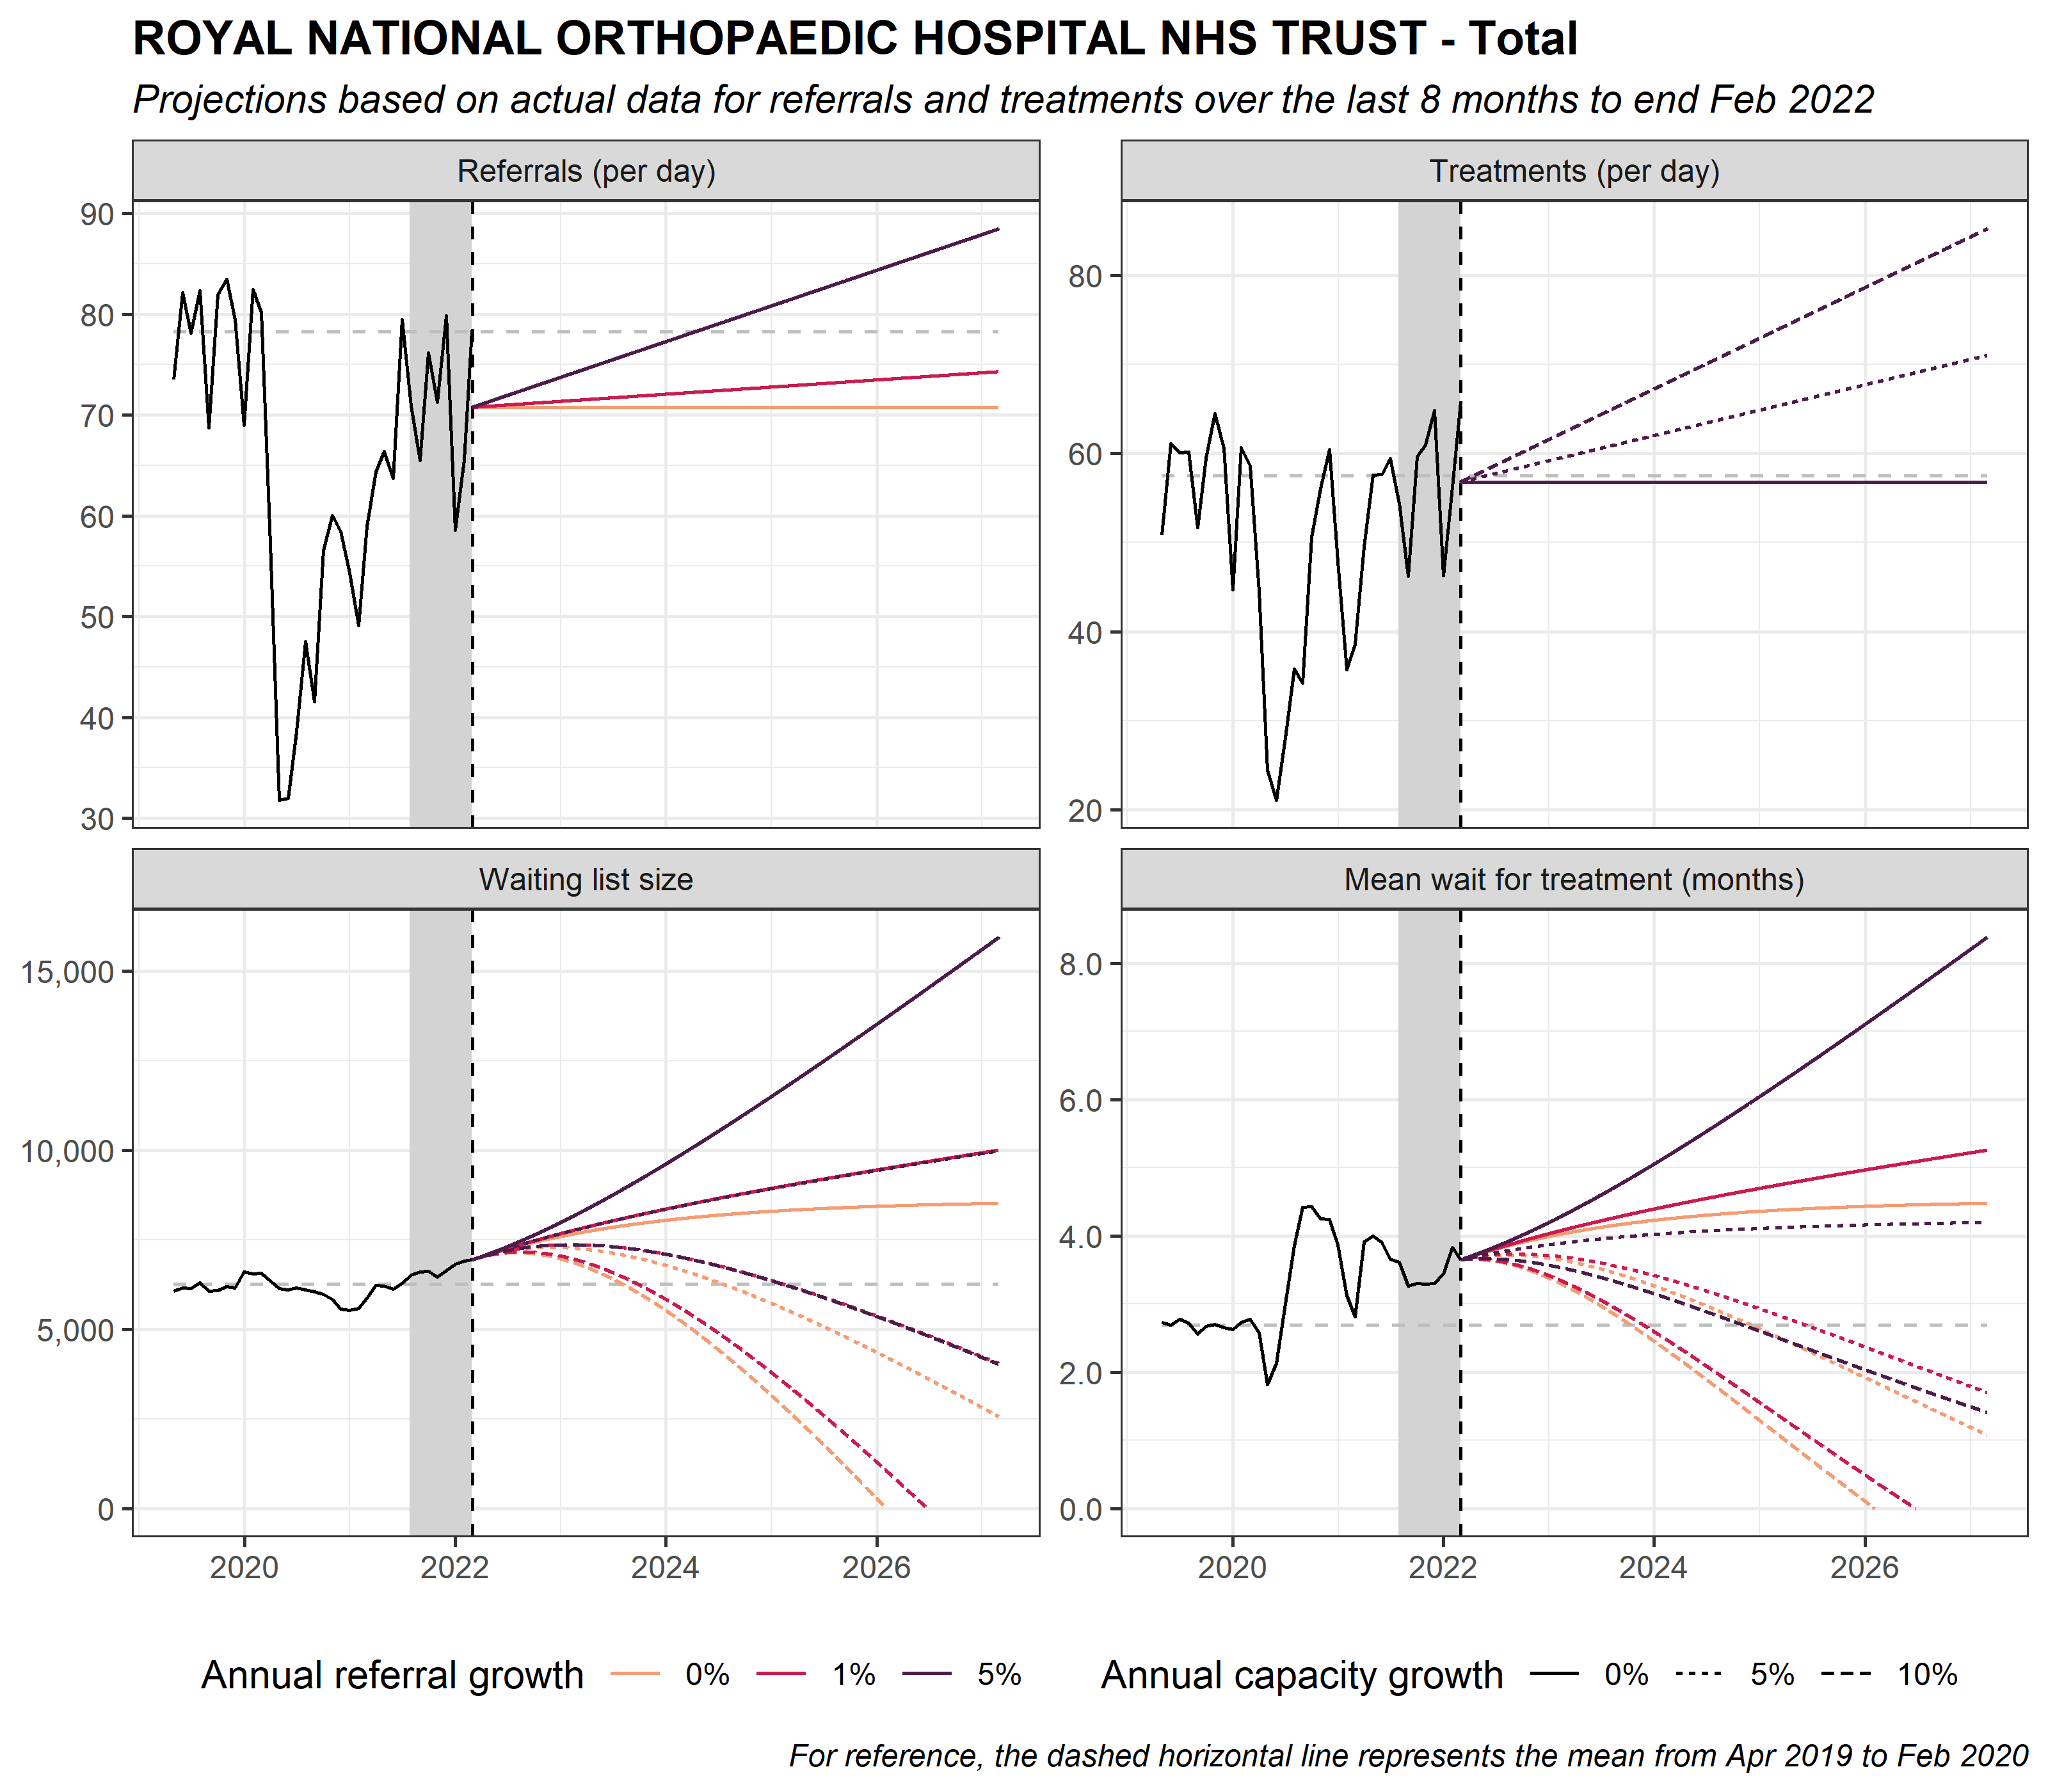 ROYAL NATIONAL ORTHOPAEDIC HOSPITAL NHS TRUST - Total
Projections based on actual data for referrals and treatments over the last 8 months to end Feb 2022
Referrals (per day)
90
80
70
60
50
40
30
Treatments (per day)
80
60
40
20
Waiting list size
15,000
10,000
5,000
0
2020 2022 2024 2026
Mean wait for treatment (months)
8.0
6.0
4.0
2.0
0.0
2020 2022 2024 2026
Annual referral growth 0% 1% 5%
Annual capacity growth 0% 5% 10%
For reference, the dashed horizontal line represents the mean from Apr 2019 to Feb 2020